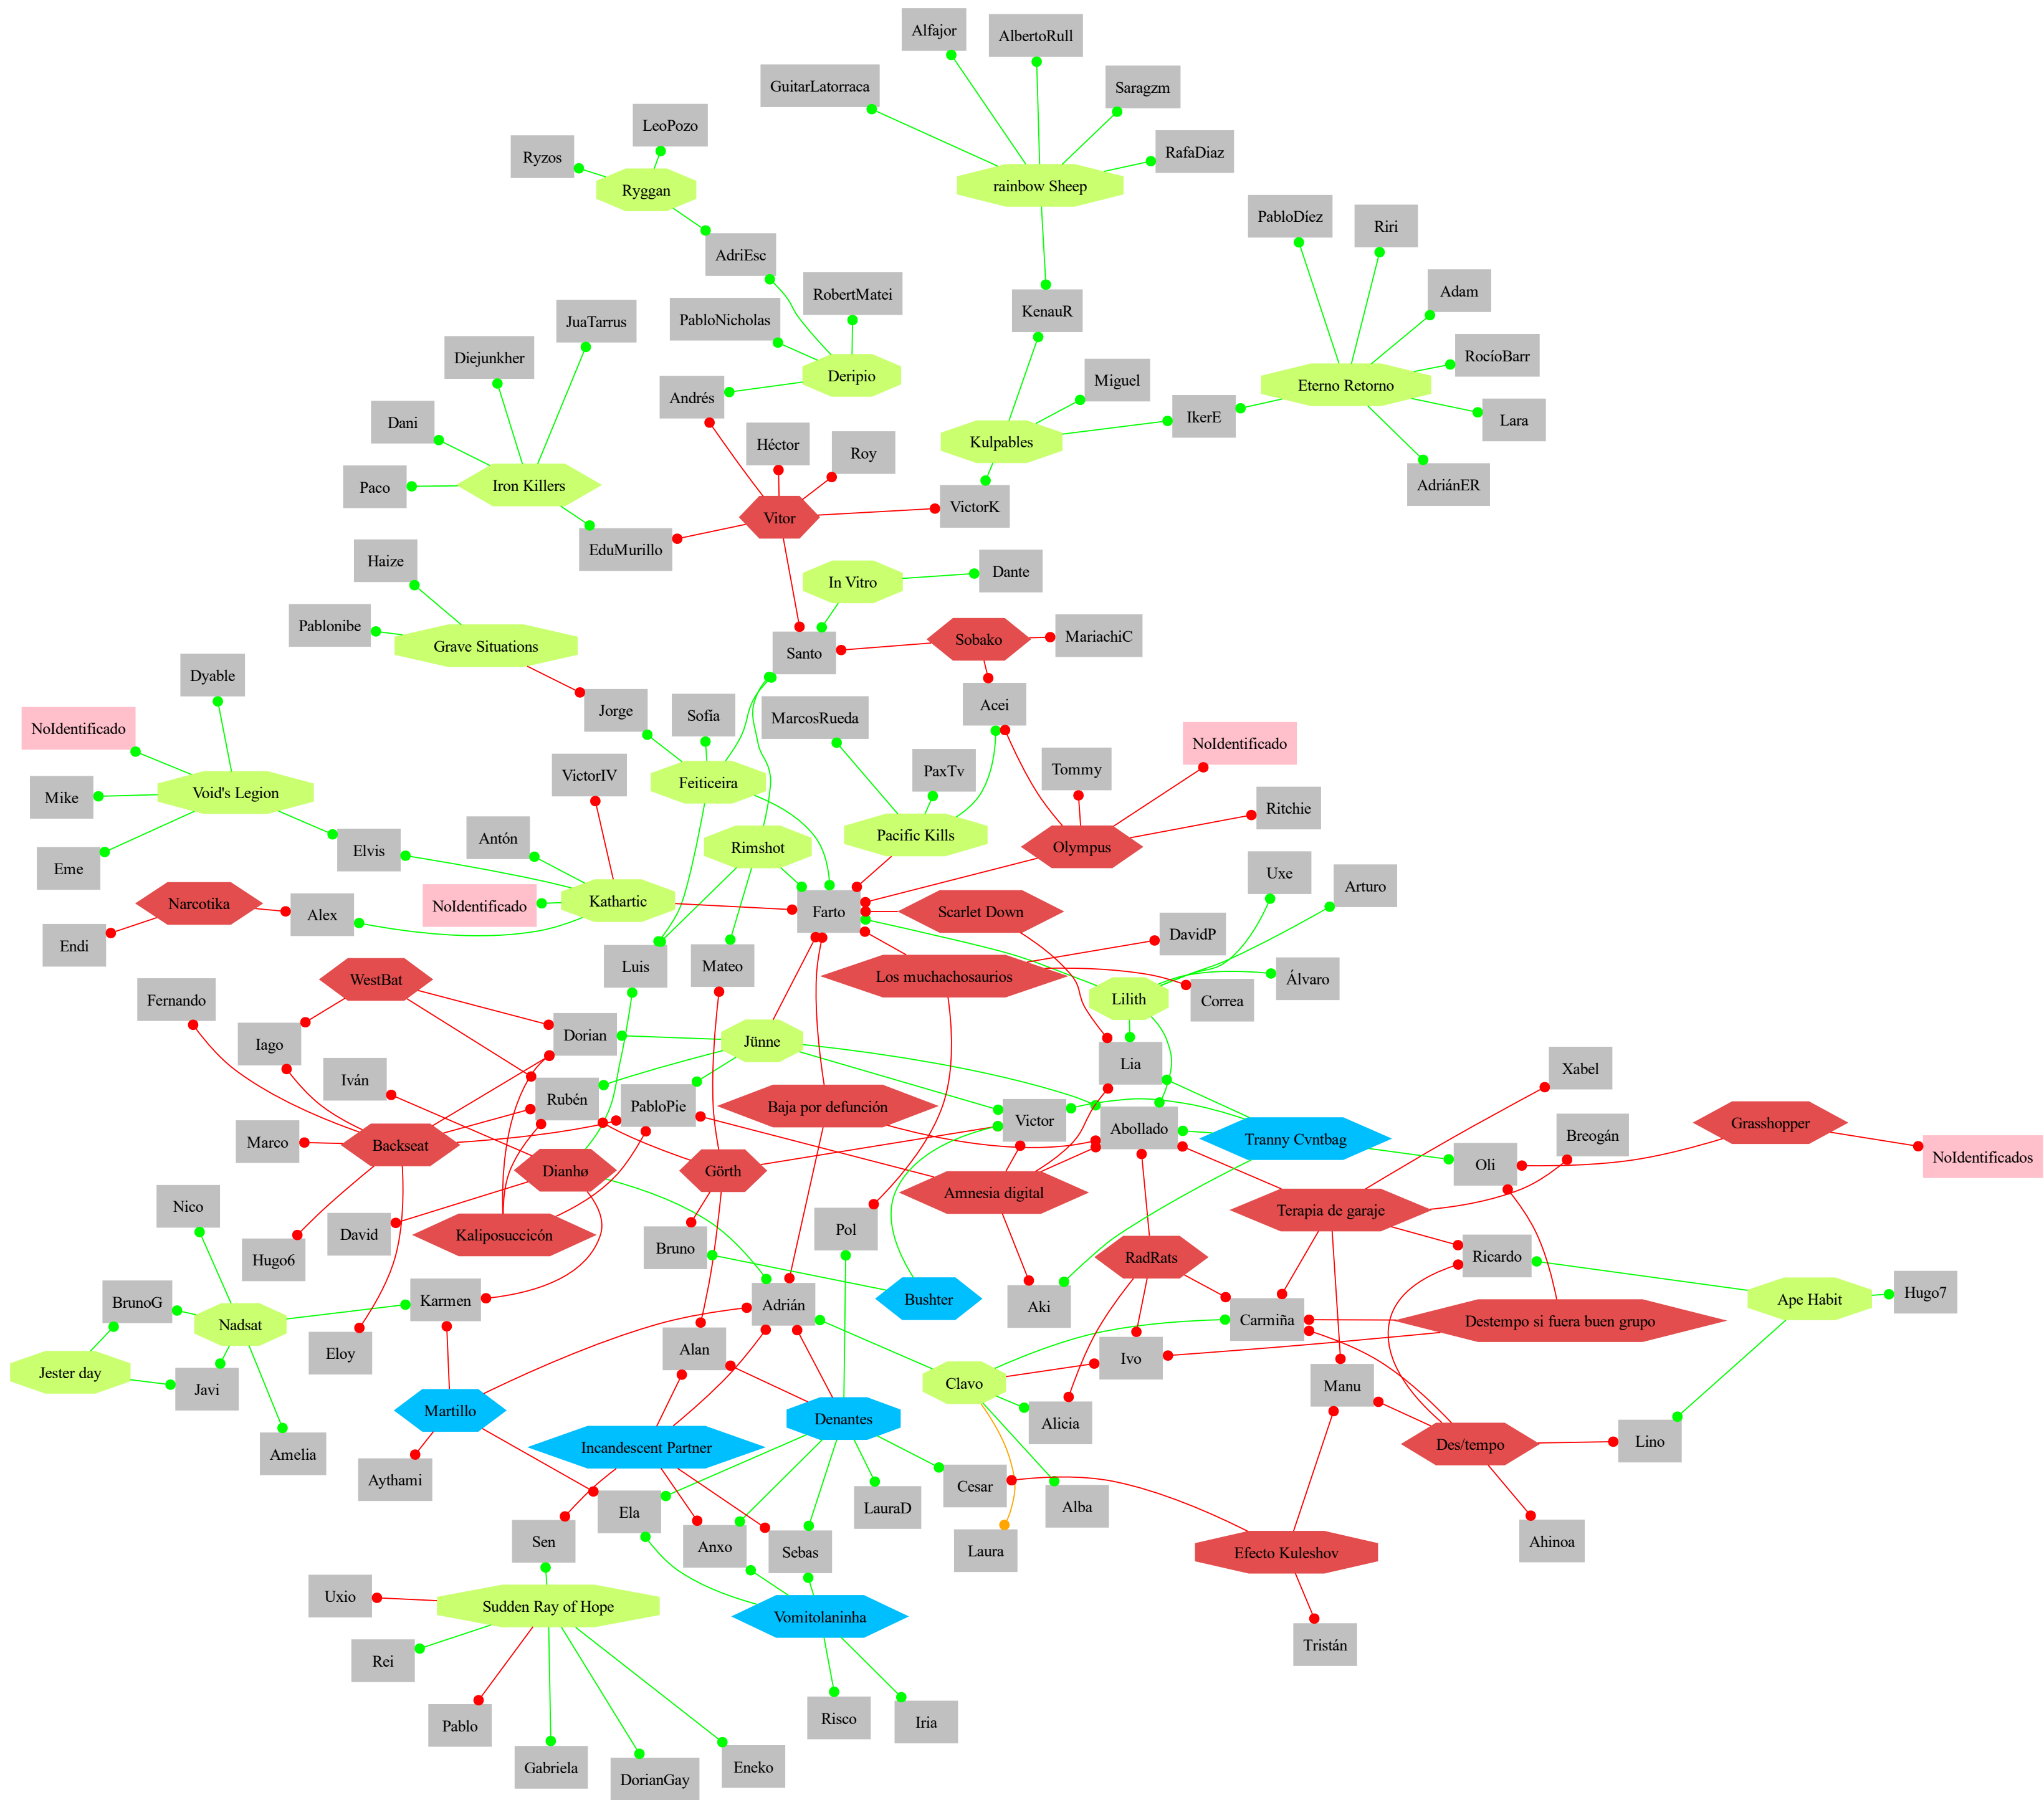 Alfajor
AlbertoRull
GuitarLatorraca
Saragzm
LeoPozo
Ryzos
RafaDiaz
Ryggan
rainbow Sheep
PabloDíez
Riri
AdriEsc
RobertMatei
Adam
KenauR
PabloNicholas
JuaTarrus
Diejunkher
RocíoBarr
Deripio
Eterno Retorno
Miguel
Andrés
IkerE
Lara
Dani
Héctor
Kulpables
Roy
Paco
Iron Killers
AdriánER
VictorK
Vitor
EduMurillo
Haize
In Vitro
Dante
Pablonibe
Sobako
MariachiC
Grave Situations
Santo
Dyable
Acei
Jorge
Sofía
MarcosRueda
NoIdentificado
NoIdentificado
Tommy
PaxTv
VictorIV
Feiticeira
Void's Legion
Mike
Ritchie
Pacific Kills
Antón
Rimshot
Olympus
Elvis
Eme
Uxe
Arturo
Kathartic
Narcotika
NoIdentificado
Alex
Farto
Scarlet Down
DavidP
Endi
Luis
Mateo
Los muchachosaurios
WestBat
Álvaro
Fernando
Lilith
Correa
Iago
Dorian
Jünne
Lia
Xabel
Iván
Rubén
PabloPie
Baja por defunción
Victor
Abollado
Grasshopper
Marco
Backseat
Tranny Cvntbag
Breogán
NoIdentificados
Oli
Dianhø
Görth
Amnesia digital
Nico
Terapia de garaje
Pol
David
Kaliposuccicón
Bruno
Hugo6
RadRats
Ricardo
BrunoG
Karmen
Adrián
Bushter
Aki
Ape Habit
Hugo7
Nadsat
Carmiña
Destempo si fuera buen grupo
Eloy
Alan
Ivo
Jester day
Javi
Clavo
Manu
Martillo
Denantes
Alicia
Incandescent Partner
Des/tempo
Lino
Amelia
Aythami
Cesar
Alba
LauraD
Ela
Sen
Anxo
Sebas
Laura
Efecto Kuleshov
Ahinoa
Uxio
Sudden Ray of Hope
Vomitolaninha
Tristán
Rei
Risco
Iria
Pablo
Gabriela
DorianGay
Eneko